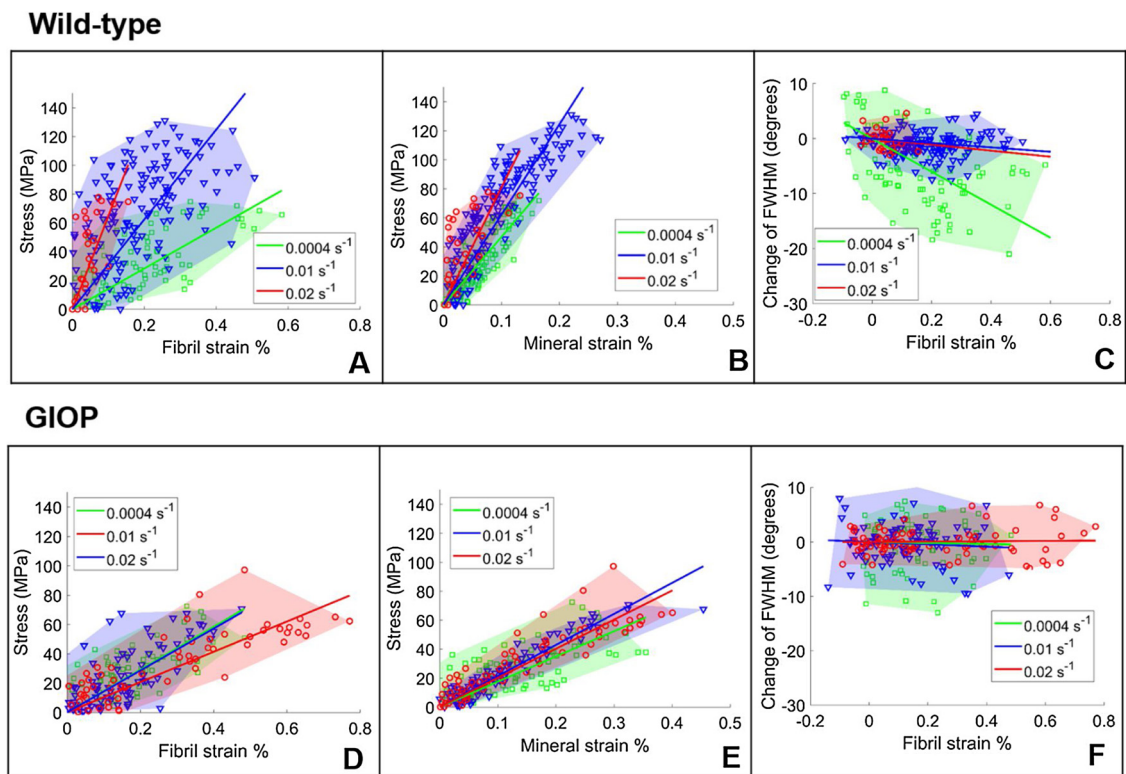 Wild-type
140
120
100
80
60
40
20
0
Stress (MPa)
0 0.2 0.4 0.6 0.8
Fibril strain %
0.0004 s⁻¹
0.01 s⁻¹
0.02 s⁻¹
A
140
120
100
80
60
40
20
0
Stress (MPa)
0 0.1 0.2 0.3 0.4 0.5
Mineral strain %
0.0004 s⁻¹
0.01 s⁻¹
0.02 s⁻¹
B
10
0
-10
-20
-30
Change of FWHM (degrees)
-0.2 0 0.2 0.4 0.6 0.8
Fibril strain %
0.0004 s⁻¹
0.01 s⁻¹
0.02 s⁻¹
C
GIOP
140
120
100
80
60
40
20
0
Stress (MPa)
0 0.2 0.4 0.6 0.8
Fibril strain %
0.0004 s⁻¹
0.01 s⁻¹
0.02 s⁻¹
D
140
120
100
80
60
40
20
0
Stress (MPa)
0 0.1 0.2 0.3 0.4 0.5
Mineral strain %
0.0004 s⁻¹
0.01 s⁻¹
0.02 s⁻¹
E
10
0
-10
-20
-30
Change of FWHM (degrees)
-0.2 0 0.2 0.4 0.6 0.8
Fibril strain %
0.0004 s⁻¹
0.01 s⁻¹
0.02 s⁻¹
F